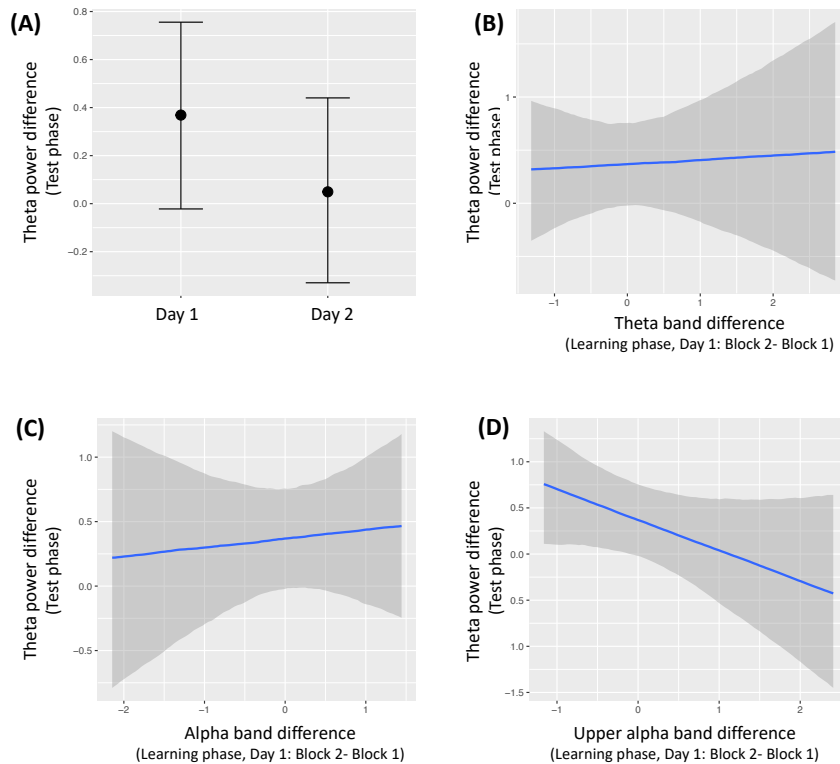 (A)
Theta power difference
(Test phase)
0.8
0.6
0.4
0.2
0.0
−0.2
Day 1
Day 2
(B)
Theta power difference
(Test phase)
1
0
−1
0
1
2
Theta band difference
(Learning phase, Day 1: Block 2- Block 1)
(C)
Theta power difference
(Test phase)
1.0
0.5
0.0
−0.5
−2
−1
0
1
Alpha band difference
(Learning phase, Day 1: Block 2- Block 1)
(D)
Theta power difference
(Test phase)
1.0
0.5
0.0
0.5
1.0
−1.5
−1
0
1
2
Upper alpha band difference
(Learning phase, Day 1: Block 2- Block 1)